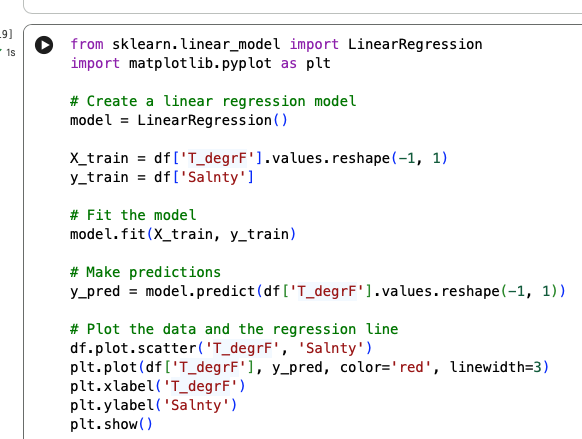 .9]
1s
from sklearn.linear_model import LinearRegression
import matplotlib.pyplot as plt

# Create a linear regression model
model = LinearRegression()

X_train = df['T_degrF'].values.reshape(-1, 1)
y_train = df['Salnty']

# Fit the model
model.fit(X_train, y_train)

# Make predictions
y_pred = model.predict(df['T_degrF'].values.reshape(-1, 1))

# Plot the data and the regression line
df.plot.scatter('T_degrF', 'Salnty')
plt.plot(df['T_degrF'], y_pred, color='red', linewidth=3)
plt.xlabel('T_degrF')
plt.ylabel('Salnty')
plt.show()